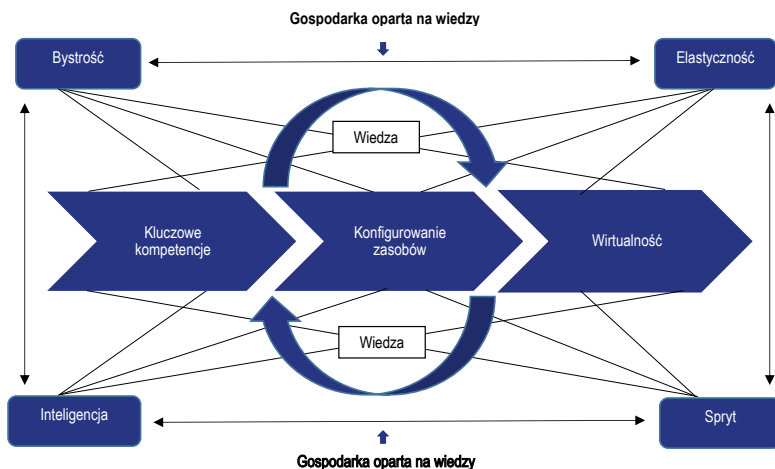 Gospodarka oparta na wiedzy
Bystrość
Elastyczność
Wiedza
Kluczowe
kompetencje
Konfigurowanie
zasobów
Wirtualność
Wiedza
Inteligencja
Spryt
Gospodarka oparta na wiedzy